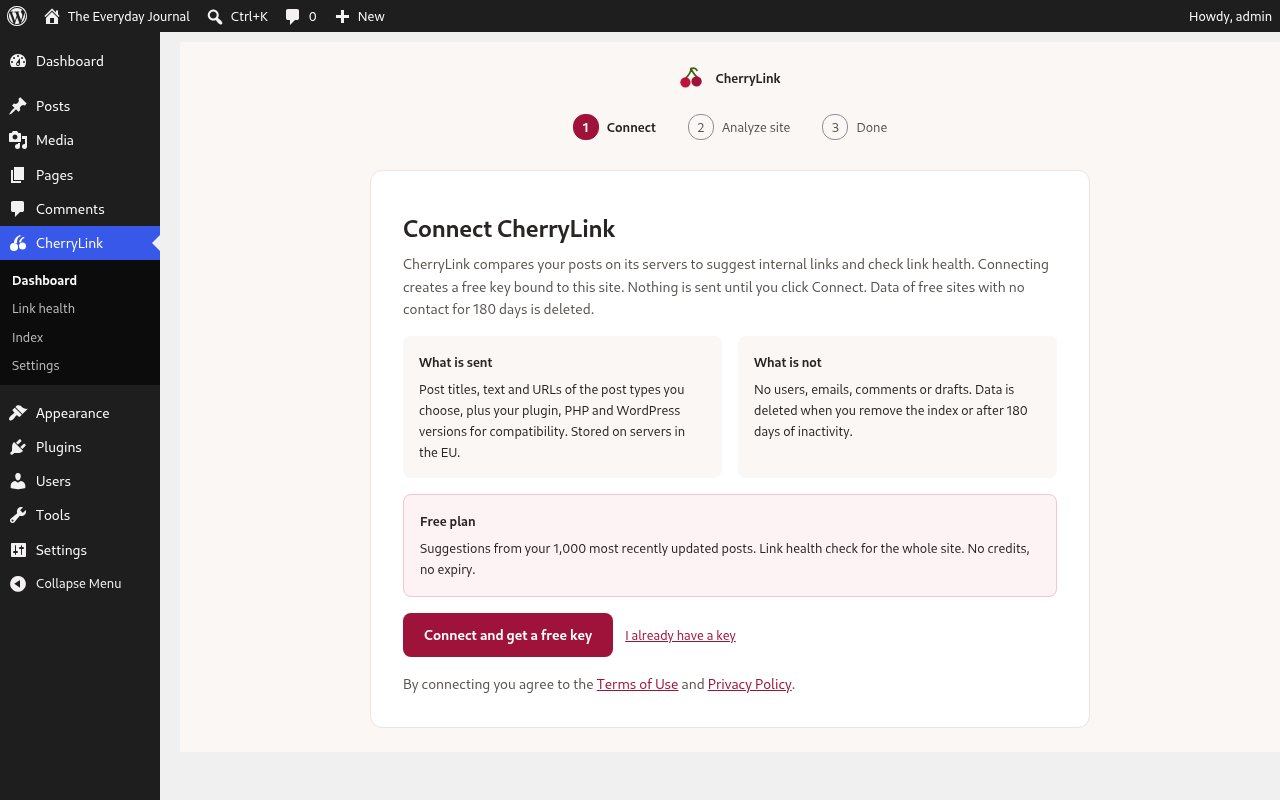 The Everyday Journal
Ctrl+K
0
New
Howdy, admin
Dashboard
Posts
Media
Pages
Comments
CherryLink
Dashboard
Link health
Index
Settings
Appearance
Plugins
Users
Tools
Settings
Collapse Menu
CherryLink
1 Connect
2 Analyze site
3 Done
Connect CherryLink
CherryLink compares your posts on its servers to suggest internal links and check link health. Connecting
creates a free key bound to this site. Nothing is sent until you click Connect. Data of free sites with no
contact for 180 days is deleted.
What is sent
Post titles, text and URLs of the post types you
choose, plus your plugin, PHP and WordPress
versions for compatibility. Stored on servers in
the EU.
What is not
No users, emails, comments or drafts. Data is
deleted when you remove the index or after 180
days of inactivity.
Free plan
Suggestions from your 1,000 most recently updated posts. Link health check for the whole site. No credits,
no expiry.
Connect and get a free key
I already have a key
By connecting you agree to the Terms of Use and Privacy Policy.